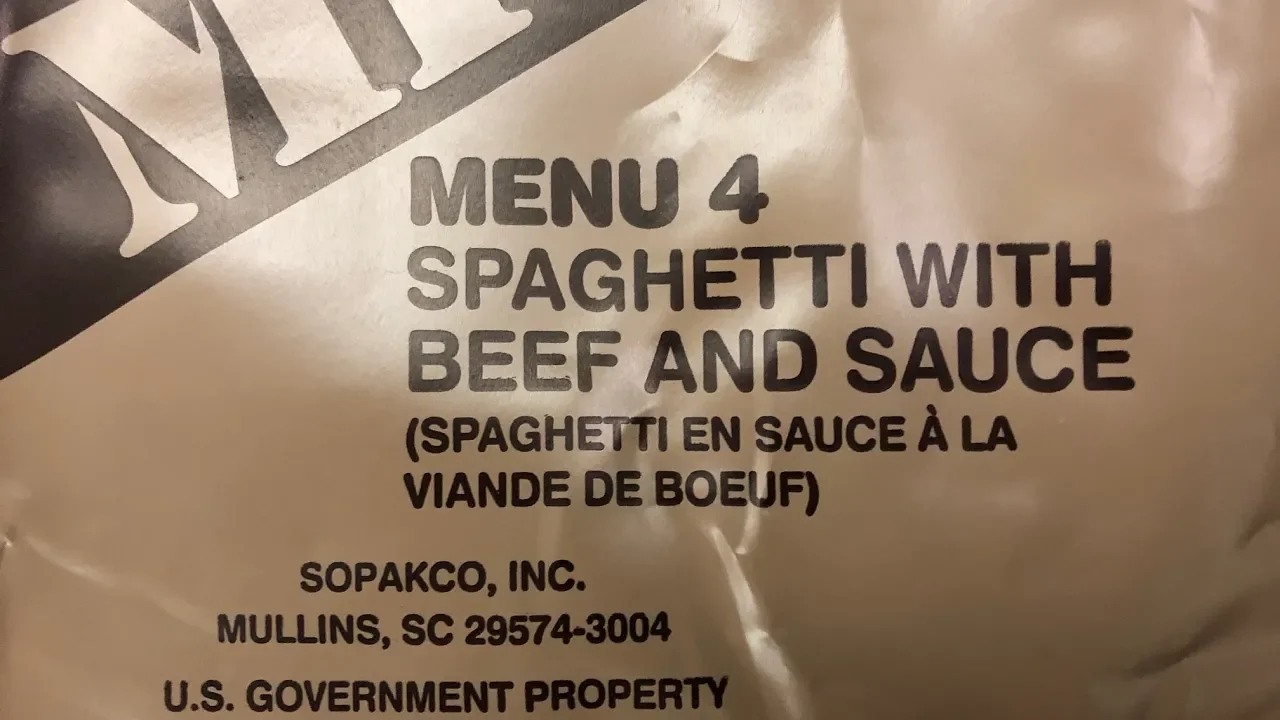 MENU 4
SPAGHETTI WITH
BEEF AND SAUCE
(SPAGHETTI EN SAUCE À LA
VIANDE DE BOEUF)
SOPAKCO, INC.
MULLINS, SC 29574-3004
U.S. GOVERNMENT PROPERTY